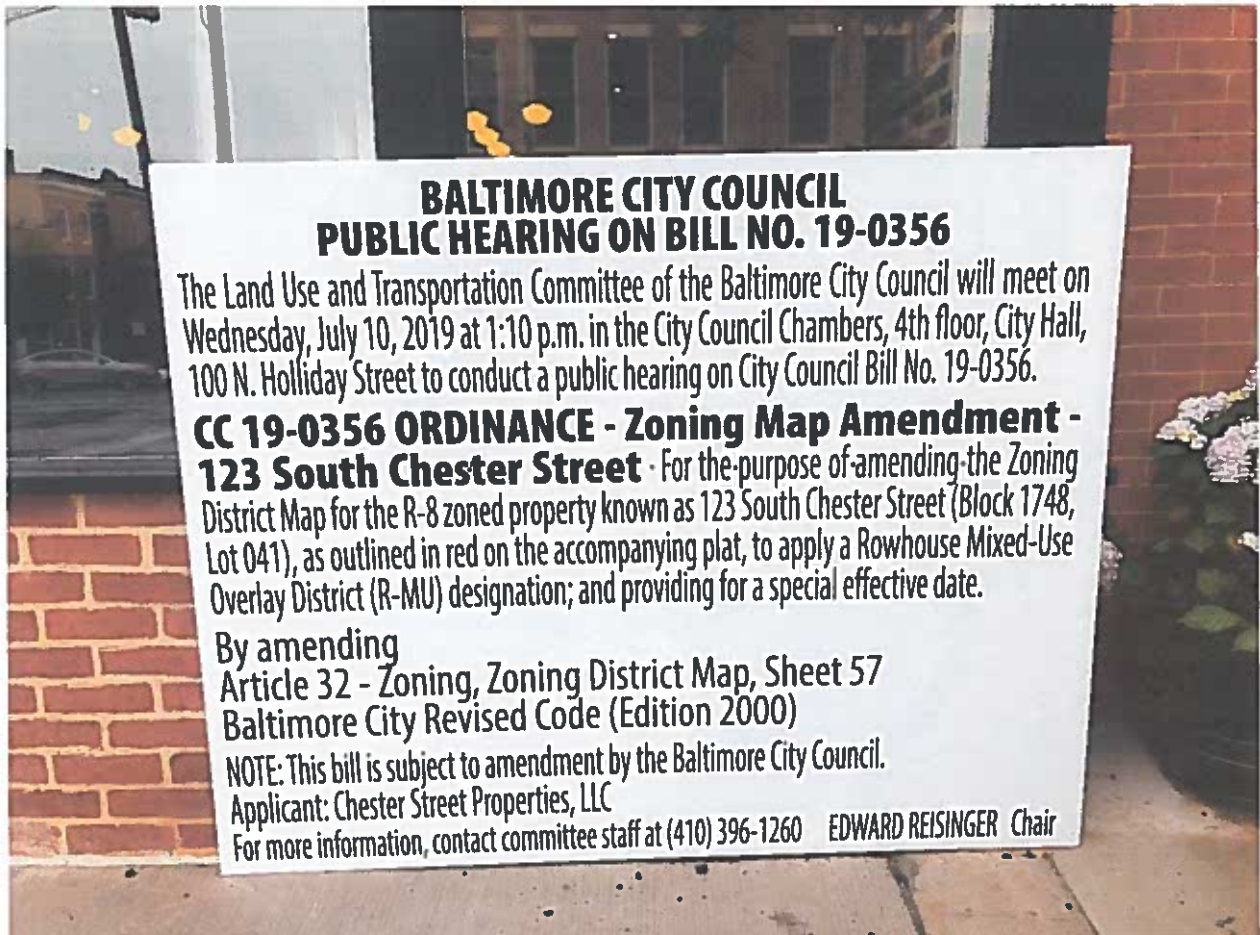 BALTIMORE CITY COUNCIL
PUBLIC HEARING ON BILL NO. 19-0356
The Land Use and Transportation Committee of the Baltimore City Council will meet on
Wednesday, July 10, 2019 at 1:10 p.m. in the City Council Chambers, 4th floor, City Hall,
100 N. Holliday Street to conduct a public hearing on City Council Bill No. 19-0356.
CC 19-0356 ORDINANCE - Zoning Map Amendment -
123 South Chester Street - For the purpose of amending the Zoning
District Map for the R-8 zoned property known as 123 South Chester Street (Block 1748,
Lot 041), as outlined in red on the accompanying plat, to apply a Rowhouse Mixed-Use
Overlay District (R-MU) designation; and providing for a special effective date.
By amending
Article 32 - Zoning, Zoning District Map, Sheet 57
Baltimore City Revised Code (Edition 2000)
NOTE: This bill is subject to amendment by the Baltimore City Council.
Applicant: Chester Street Properties, LLC
For more information, contact committee staff at (410) 396-1260 EDWARD REISINGER Chair